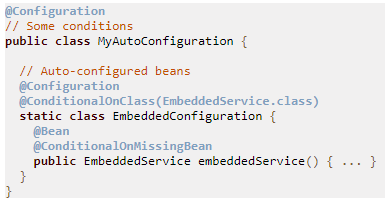 @Configuration
// Some conditions
public class MyAutoConfiguration {
// Auto-configured beans
@Configuration
@ConditionalOnClass(EmbeddedService.class)
static class EmbeddedConfiguration {
@Bean
@ConditionalOnMissingBean
public EmbeddedService embeddedService() { ... }
}
}